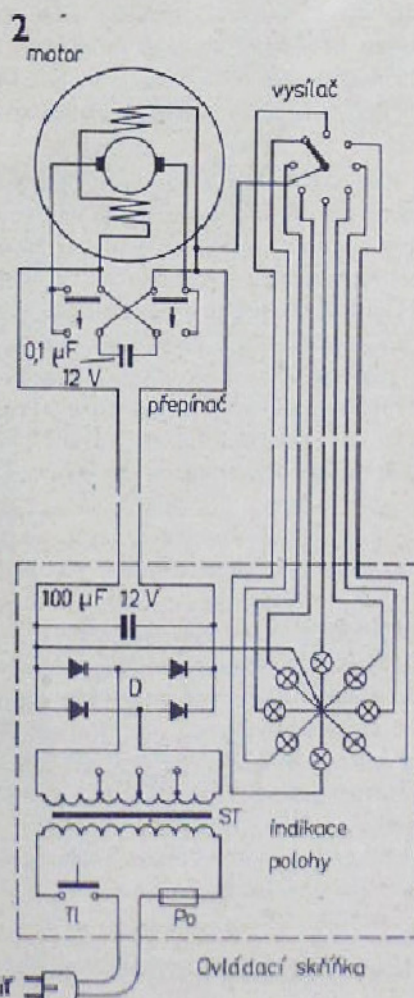 2
motor
vysílač
0,1 µF
12 V
přepínač
100 µF 12 V
D
ST
indikace
polohy
Tl
Po
Ovládací skříňka